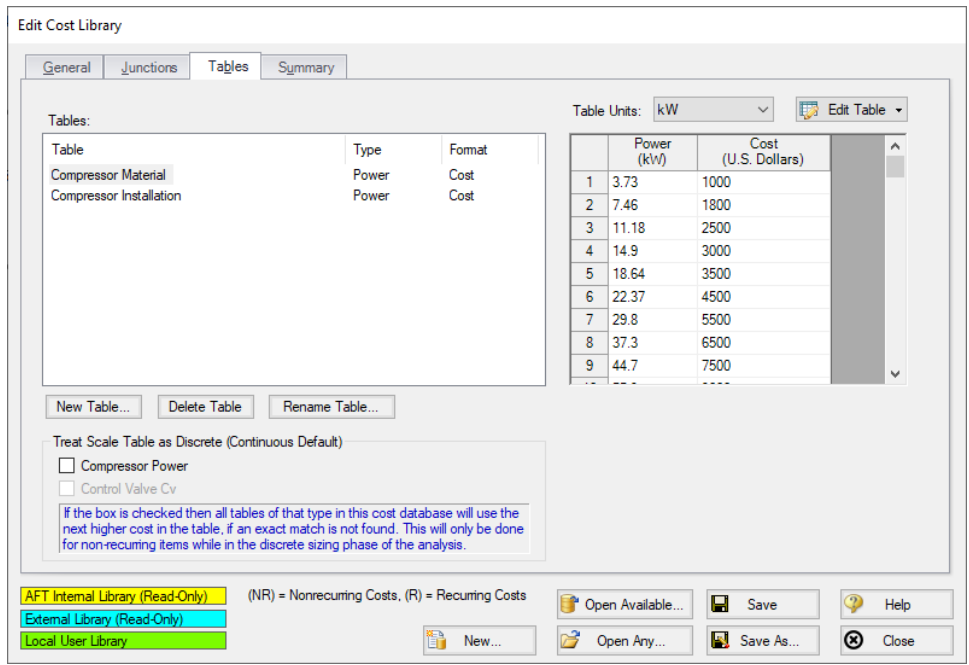 Edit Cost Library
General Junctions Tables Summary
Tables:
Table Type Format
Compressor Material Power Cost
Compressor Installation Power Cost
New Table... Delete Table Rename Table...
Treat Scale Table as Discrete (Continuous Default)
Compressor Power
Control Valve Cv
If the box is checked then all tables of that type in this cost database will use the
next higher cost in the table, if an exact match is not found. This will only be done
for non-recurring items while in the discrete sizing phase of the analysis.
Table Units: kW Edit Table
Power Cost
(kW) (U.S. Dollars)
1 3.73 1000
2 7.46 1800
3 11.18 2500
4 14.9 3000
5 18.64 3500
6 22.37 4500
7 29.8 5500
8 37.3 6500
9 44.7 7500
AFT Internal Library (Read-Only) (NR) = Nonrecurring Costs, (R) = Recurring Costs
External Library (Read-Only)
Local User Library
Open Available... Save Help
New... Open Any... Save As... Close